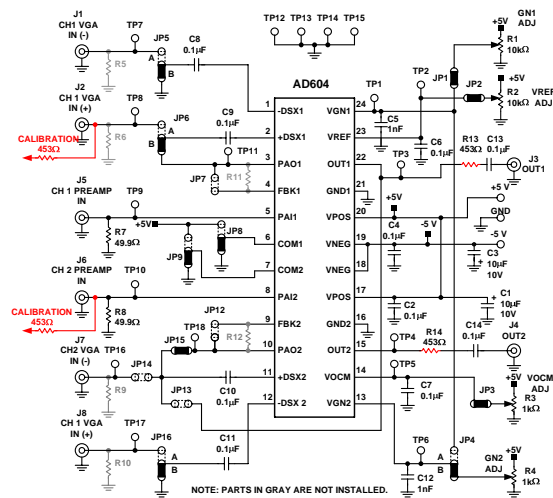 J1
CH1 VGA
IN (-)
TP7
R5
JP5
A
B
C8
0.1µF
TP12
TP13
TP14
TP15
GN1
ADJ
+5V
R1
10kΩ
J2
CH 1 VGA
IN (+)
TP8
CALIBRATION
453Ω
R6
JP6
A
B
C9
0.1µF
TP11
JP7
R11
AD604
1
-DSX1
2
+DSX1
3
PAO1
4
FBK1
5
PAI1
6
COM1
7
COM2
8
PAI2
9
FBK2
10
PAO2
11
+DSX2
12
-DSX 2
24
VGN1
23
VREF
22
OUT1
21
GND1
20
VPOS
19
VNEG
18
VNEG
17
VPOS
16
GND2
15
OUT2
14
VOCM
13
VGN2
TP1
C5
1nF
TP2
JP1
JP2
+5V
R2
10kΩ
VREF
ADJ
C6
0.1µF
TP3
R13
453Ω
C13
0.1µF
J3
OUT1
J5
CH 1 PREAMP
IN
TP9
R7
49.9Ω
+5V
JP8
JP9
+5V
+5 V
GND
C4
0.1µF
-5 V
-5 V
C3
10µF
10V
+
J6
CH 2 PREAMP
IN
TP10
CALIBRATION
453Ω
R8
49.9Ω
C2
0.1µF
+
C1
10µF
10V
JP12
TP18
JP15
R12
TP4
R14
453Ω
C14
0.1µF
J4
OUT2
J7
CH2 VGA
IN (-)
TP16
JP14
R9
JP13
C10
0.1µF
TP5
C7
0.1µF
JP3
+5V
VOCM
ADJ
R3
1kΩ
J8
CH 1 VGA
IN (+)
TP17
R10
JP16
A
B
C11
0.1µF
TP6
C12
1nF
JP4
A
B
GN2
ADJ
+5V
R4
1kΩ
NOTE: PARTS IN GRAY ARE NOT INSTALLED.